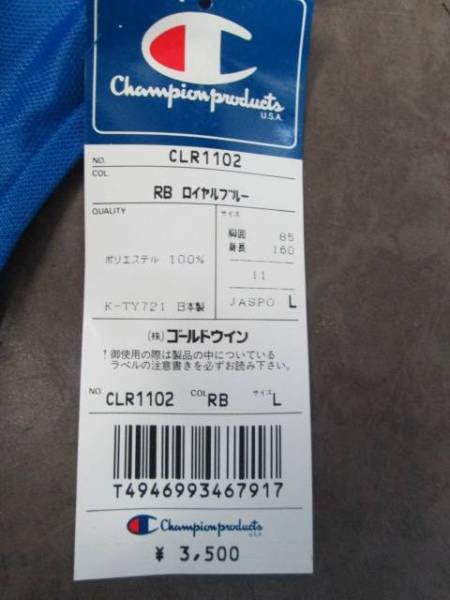 Champion products
U.S.A.
NO. CLR1102
COL
RB ロイヤルブルー
QUALITY
サイズ
胸囲 85
身長 160
ポリエステル 100%
11
K-TY721 日本製
JASPO L
(株)ゴールドウイン
!御使用の際は製品の中についている
ラベルの注意書きを必ずお読み下さい。
NO CLR1102 COL RB サイズ L
T4946993467917
Champion products
U.S.A.
¥ 3,500